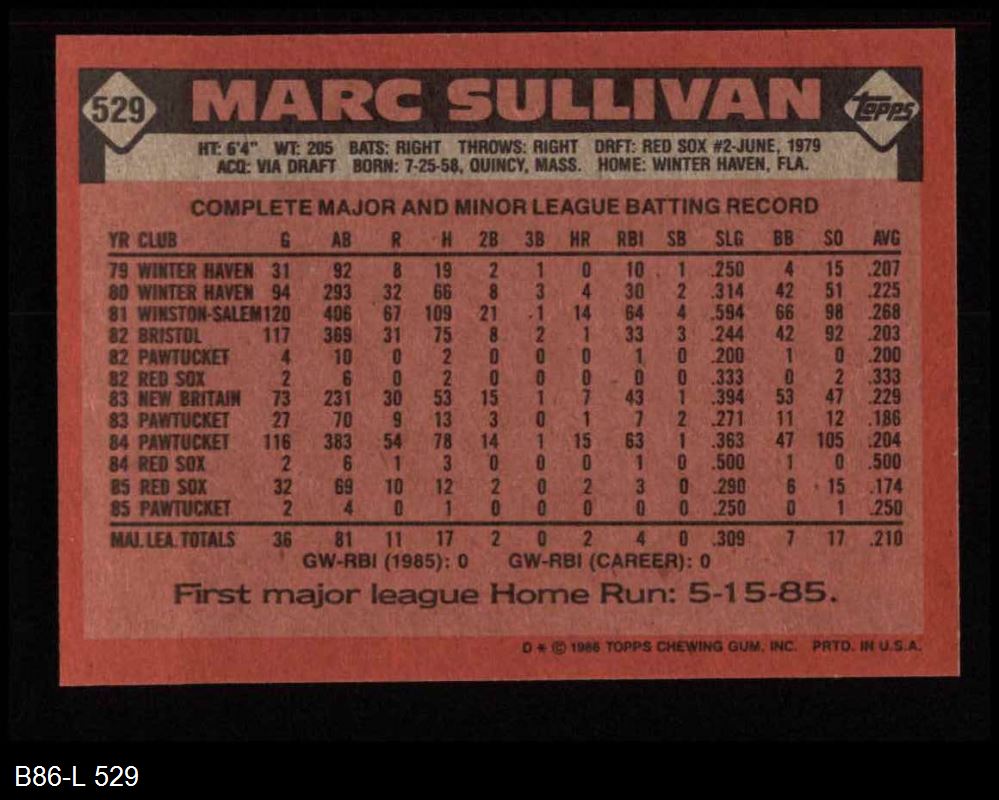 529 MARC SULLIVAN Topps
HT: 6'4" WT: 205 BATS: RIGHT THROWS: RIGHT DRFT: RED SOX #2-JUNE, 1979
ACQ: VIA DRAFT BORN: 7-25-58, QUINCY, MASS. HOME: WINTER HAVEN, FLA.
COMPLETE MAJOR AND MINOR LEAGUE BATTING RECORD
YR CLUB G AB R H 2B 3B HR RBI SB SLG BB SO AVG
79 WINTER HAVEN 31 92 8 19 2 1 0 10 1 .250 4 15 .207
80 WINTER HAVEN 94 293 32 66 8 3 4 30 2 .314 42 51 .225
81 WINSTON-SALEM 120 406 67 109 21 1 14 64 4 .594 66 98 .268
82 BRISTOL 117 369 31 75 8 2 1 33 3 .244 42 92 .203
82 PAWTUCKET 4 10 0 2 0 0 0 1 0 .200 1 0 .200
82 RED SOX 2 6 0 2 0 0 0 0 0 .333 0 2 .333
83 NEW BRITAIN 73 231 30 53 15 1 7 43 1 .394 53 47 .229
83 PAWTUCKET 27 70 9 13 3 0 1 7 2 .271 11 12 .186
84 PAWTUCKET 116 383 54 78 14 1 15 63 1 .363 47 105 .204
84 RED SOX 2 6 1 3 0 0 0 1 0 .500 1 0 .500
85 RED SOX 32 69 10 12 2 0 2 3 0 .290 6 15 .174
85 PAWTUCKET 2 4 0 1 0 0 0 0 0 .250 0 1 .250
MAJ. LEA. TOTALS 36 81 11 17 2 0 2 4 0 .309 7 17 .210
GW-RBI (1985): 0 GW-RBI (CAREER): 0
First major league Home Run: 5-15-85.
D * © 1986 TOPPS CHEWING GUM, INC. PRTD. IN U.S.A.
B86-L 529